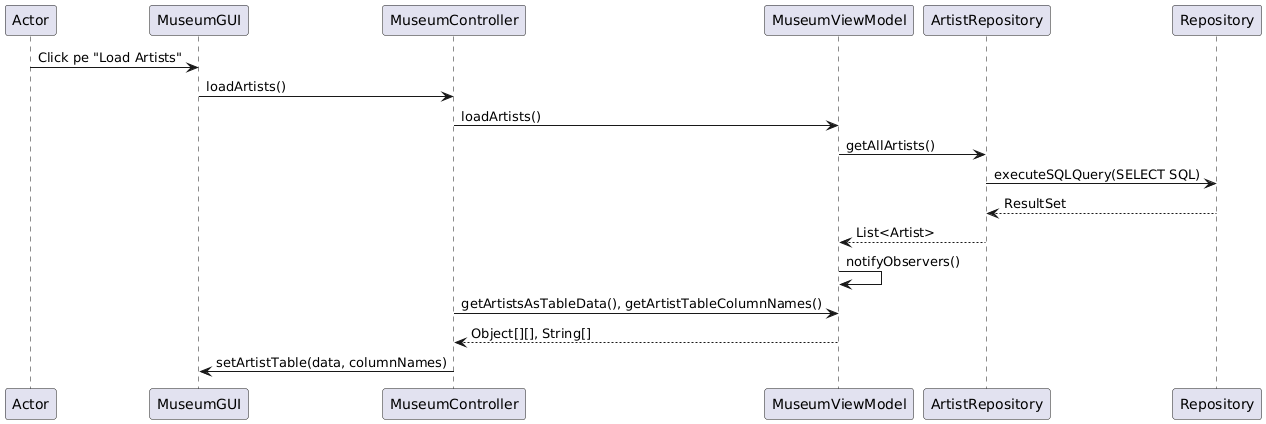 Actor MuseumGUI MuseumController MuseumViewModel ArtistRepository Repository
Click pe "Load Artists"
loadArtists()
loadArtists()
getAllArtists()
executeSQLQuery(SELECT SQL)
ResultSet
List<Artist>
notifyObservers()
getArtistsAsTableData(), getArtistTableColumnNames()
Object[][], String[]
setArtistTable(data, columnNames)
Actor MuseumGUI MuseumController MuseumViewModel ArtistRepository Repository